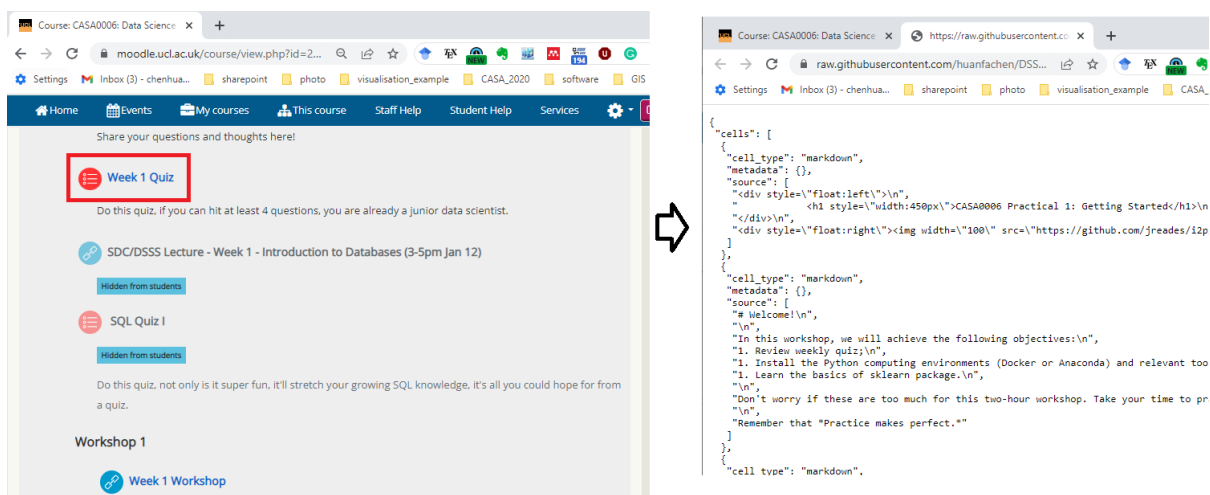 Course: CASA0006: Data Science
moodle.ucl.ac.uk/course/view.php?id=2...
NEW
194
Settings Inbox (3) - chenhua... sharepoint photo visualisation_example CASA_2020 software GIS
Home Events My courses This course Staff Help Student Help Services
Share your questions and thoughts here!
Week 1 Quiz
Do this quiz, if you can hit at least 4 questions, you are already a junior data scientist.
SDC/DSSS Lecture - Week 1 - Introduction to Databases (3-5pm Jan 12)
Hidden from students
SQL Quiz I
Hidden from students
Do this quiz, not only is it super fun, it'll stretch your growing SQL knowledge, it's all you could hope for from
a quiz.
Workshop 1
Week 1 Workshop
Course: CASA0006: Data Science https://raw.githubusercontent.co
raw.githubusercontent.com/huanfachen/DSS...
NEW
Settings Inbox (3) - chenhua... sharepoint photo visualisation_example CASA_
{
"cells": [
{
"cell_type": "markdown",
"metadata": {},
"source": [
"<div style=\"float:left\">\n",
" <h1 style=\"width:450px\">CASA0006 Practical 1: Getting Started</h1>\n
"</div>\n",
"<div style=\"float:right\"><img width=\"100\" src=\"https://github.com/jreades/i2p
]
},
{
"cell_type": "markdown",
"metadata": {},
"source": [
"# Welcome!\n",
"\n",
"In this workshop, we will achieve the following objectives:\n",
"1. Review weekly quiz;\n",
"1. Install the Python computing environments (Docker or Anaconda) and relevant too
"1. Learn the basics of sklearn package.\n",
"\n",
"Don't worry if these are too much for this two-hour workshop. Take your time to pr
"\n",
"Remember that *Practice makes perfect.*"
]
},
{
"cell_type": "markdown",